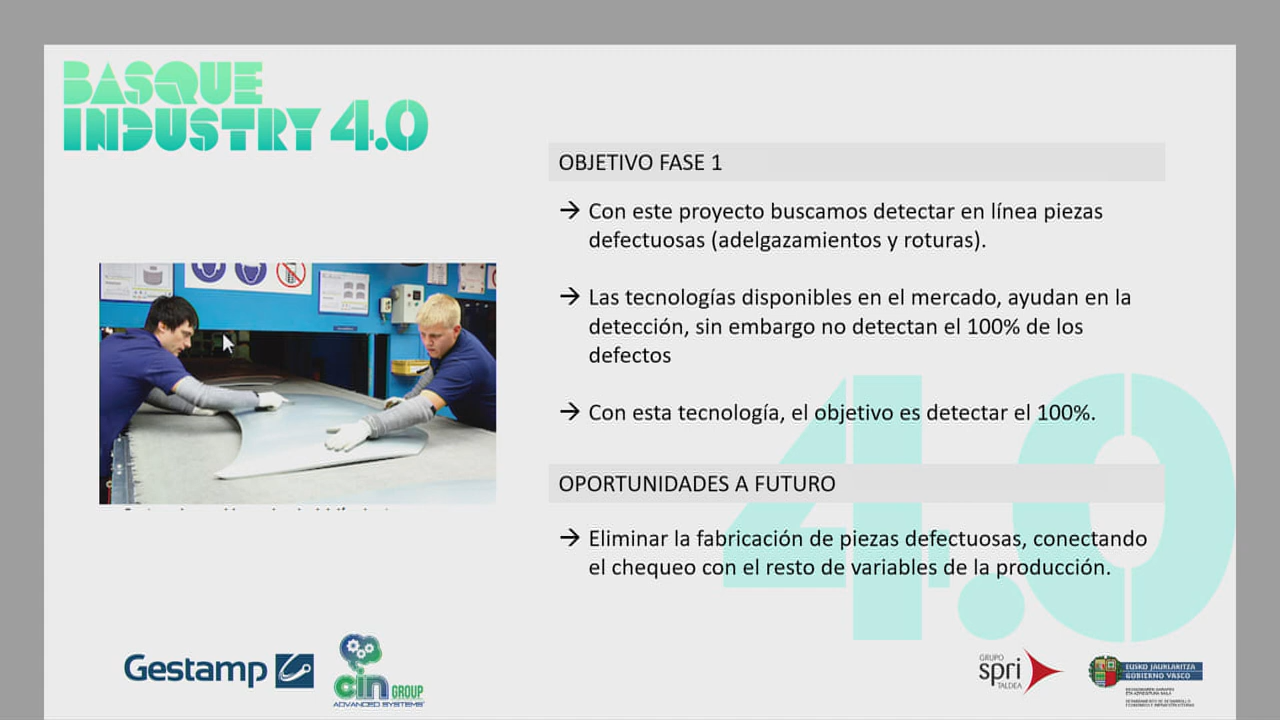 BASQUE
INDUSTRY 4.0
OBJETIVO FASE 1
→ Con este proyecto buscamos detectar en línea piezas
defectuosas (adelgazamientos y roturas).
→ Las tecnologías disponibles en el mercado, ayudan en la
detección, sin embargo no detectan el 100% de los
defectos
→ Con esta tecnología, el objetivo es detectar el 100%.
4.0
OPORTUNIDADES A FUTURO
→ Eliminar la fabricación de piezas defectuosas, conectando
el chequeo con el resto de variables de la producción.
Gestamp
cin GROUP
ADVANCED SYSTEMS
GRUPO
spri
TALDEA
EUSKO JAURLARITZA
GOBIERNO VASCO